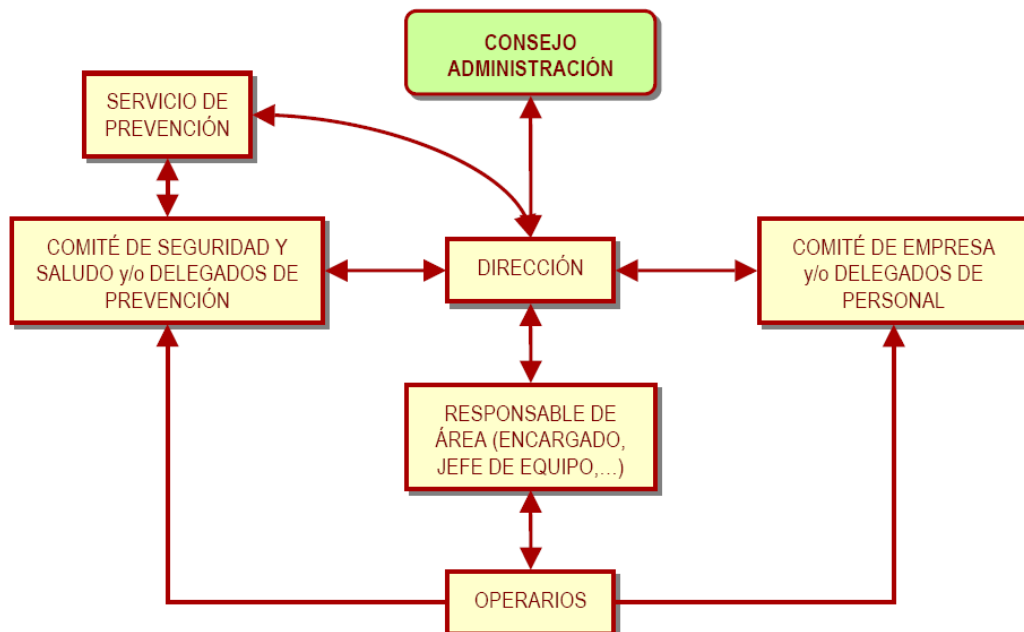 CONSEJO
ADMINISTRACIÓN
SERVICIO DE
PREVENCIÓN
COMITÉ DE SEGURIDAD Y
SALUDO y/o DELEGADOS DE
PREVENCIÓN
DIRECCIÓN
COMITÉ DE EMPRESA
y/o DELEGADOS DE
PERSONAL
RESPONSABLE DE
ÁREA (ENCARGADO,
JEFE DE EQUIPO,...)
OPERARIOS